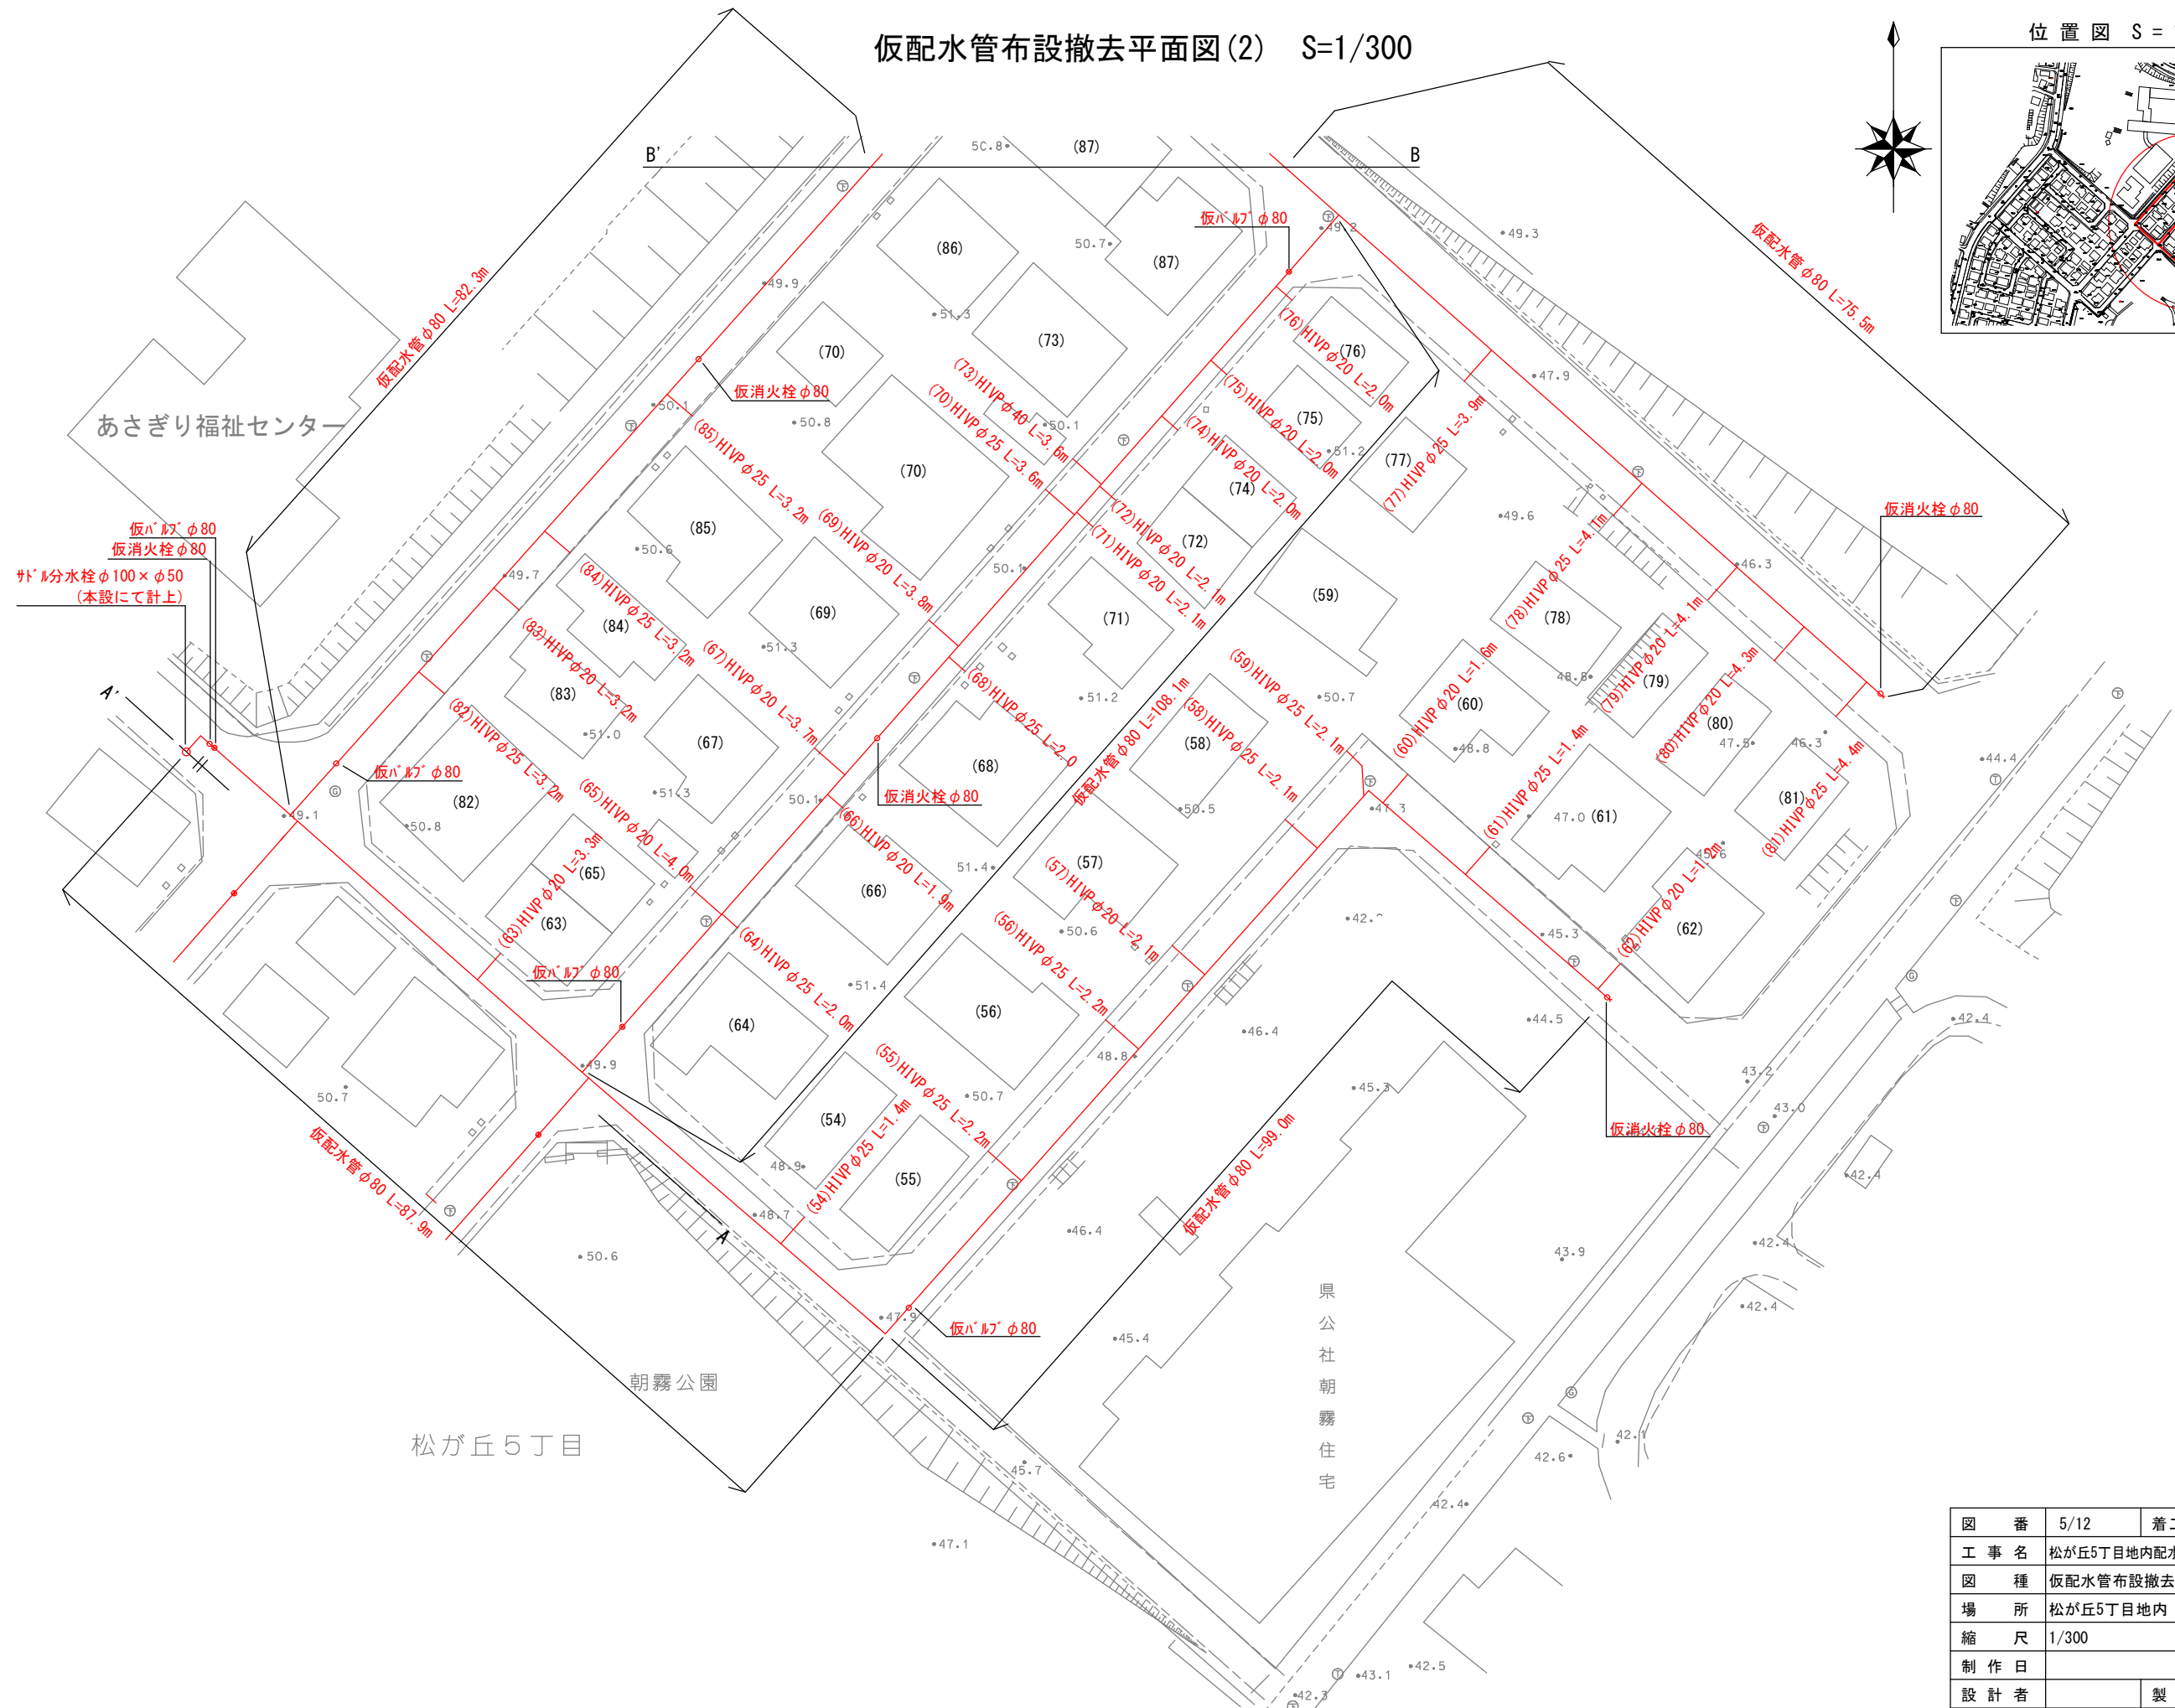 仮配水管布設撤去平面図(2) S=1/300
位置図 S=
B'
B
5C.8
(87)
仮配水管φ80 L=82.3m
仮配水管φ80 L=75.5m
仮バルブφ80
49.2
49.3
(86)
50.7
(87)
49.9
51.3
(73)
(70)
(76)HIVPφ20 L=2.0m
(76)
47.9
仮消火栓φ80
50.1
50.8
(73)HIVPφ40 L=3.6m
(70)HIVPφ25 L=3.6m
50.1
(75)HIVPφ20 L=2.0m
(75)
51.2
(74)HIVPφ20 L=2.0m
(74)
(77)
(77)HIVPφ25 L=3.9m
あさぎり福祉センター
(85)HIVPφ25 L=3.2m
(70)
(85)
50.6
仮バルブφ80
仮消火栓φ80
サドル分水栓φ100×φ50
(本設にて計上)
49.6
仮消火栓φ80
(69)HIVPφ20 L=3.8m
(72)HIVPφ20 L=2.1m
(72)
(71)HIVPφ20 L=2.1m
50.1
46.3
49.7
(84)HIVPφ25 L=3.2m
(84)
(69)
51.3
(71)
(59)
(78)HIVPφ25 L=4.1m
(78)
48.6
(83)HIVPφ20 L=3.2m
(83)
51.0
(67)HIVPφ20 L=3.7m
(67)
(68)HIVPφ25 L=2.0
51.2
(68)
仮配水管φ80 L=108.1m
(59)HIVPφ25 L=2.1m
50.7
(79)HIVPφ20 L=4.1m
(79)
(60)HIVPφ20 L=1.6m
(60)
48.8
(80)HIVPφ20 L=4.3m
(80)
47.5
46.3
A'
(82)HIVPφ25 L=3.2m
(82)
50.8
仮バルブφ80
49.1
51.3
50.1
仮消火栓φ80
(58)HIVPφ25 L=2.1m
(58)
50.5
47.3
(61)HIVPφ25 L=1.4m
47.0
(61)
(81)HIVPφ25 L=4.4m
(81)
44.4
(65)HIVPφ20 L=4.0m
(65)
(66)HIVPφ20 L=1.9m
(66)
51.4
(57)
(57)HIVPφ20 L=2.1m
50.6
(63)HIVPφ20 L=3.3m
(63)
(62)HIVPφ20 L=1.2m
(62)
45.3
仮バルブφ80
(64)HIVPφ25 L=2.0m
51.4
(64)
(56)HIVPφ25 L=2.2m
(56)
46.4
44.5
42.4
49.9
50.7
50.7
(55)HIVPφ25 L=2.2m
48.8
45.3
43.2
43.0
(54)
(54)HIVPφ25 L=1.4m
48.9
(55)
仮消火栓φ80
42.4
仮配水管φ80 L=87.9m
仮配水管φ80 L=99.0m
48.7
A
46.4
50.6
43.9
42.4
47.9
仮バルブφ80
45.4
県公社朝霧住宅
42.4
朝霧公園
松が丘5丁目
45.7
42.6
42.1
42.4
47.1
42.5
43.1
42.3
図番 5/12
工事名 松が丘5丁目地内配水
図種 仮配水管布設撤去
場所 松が丘5丁目地内
縮尺 1/300
制作日
設計者 製